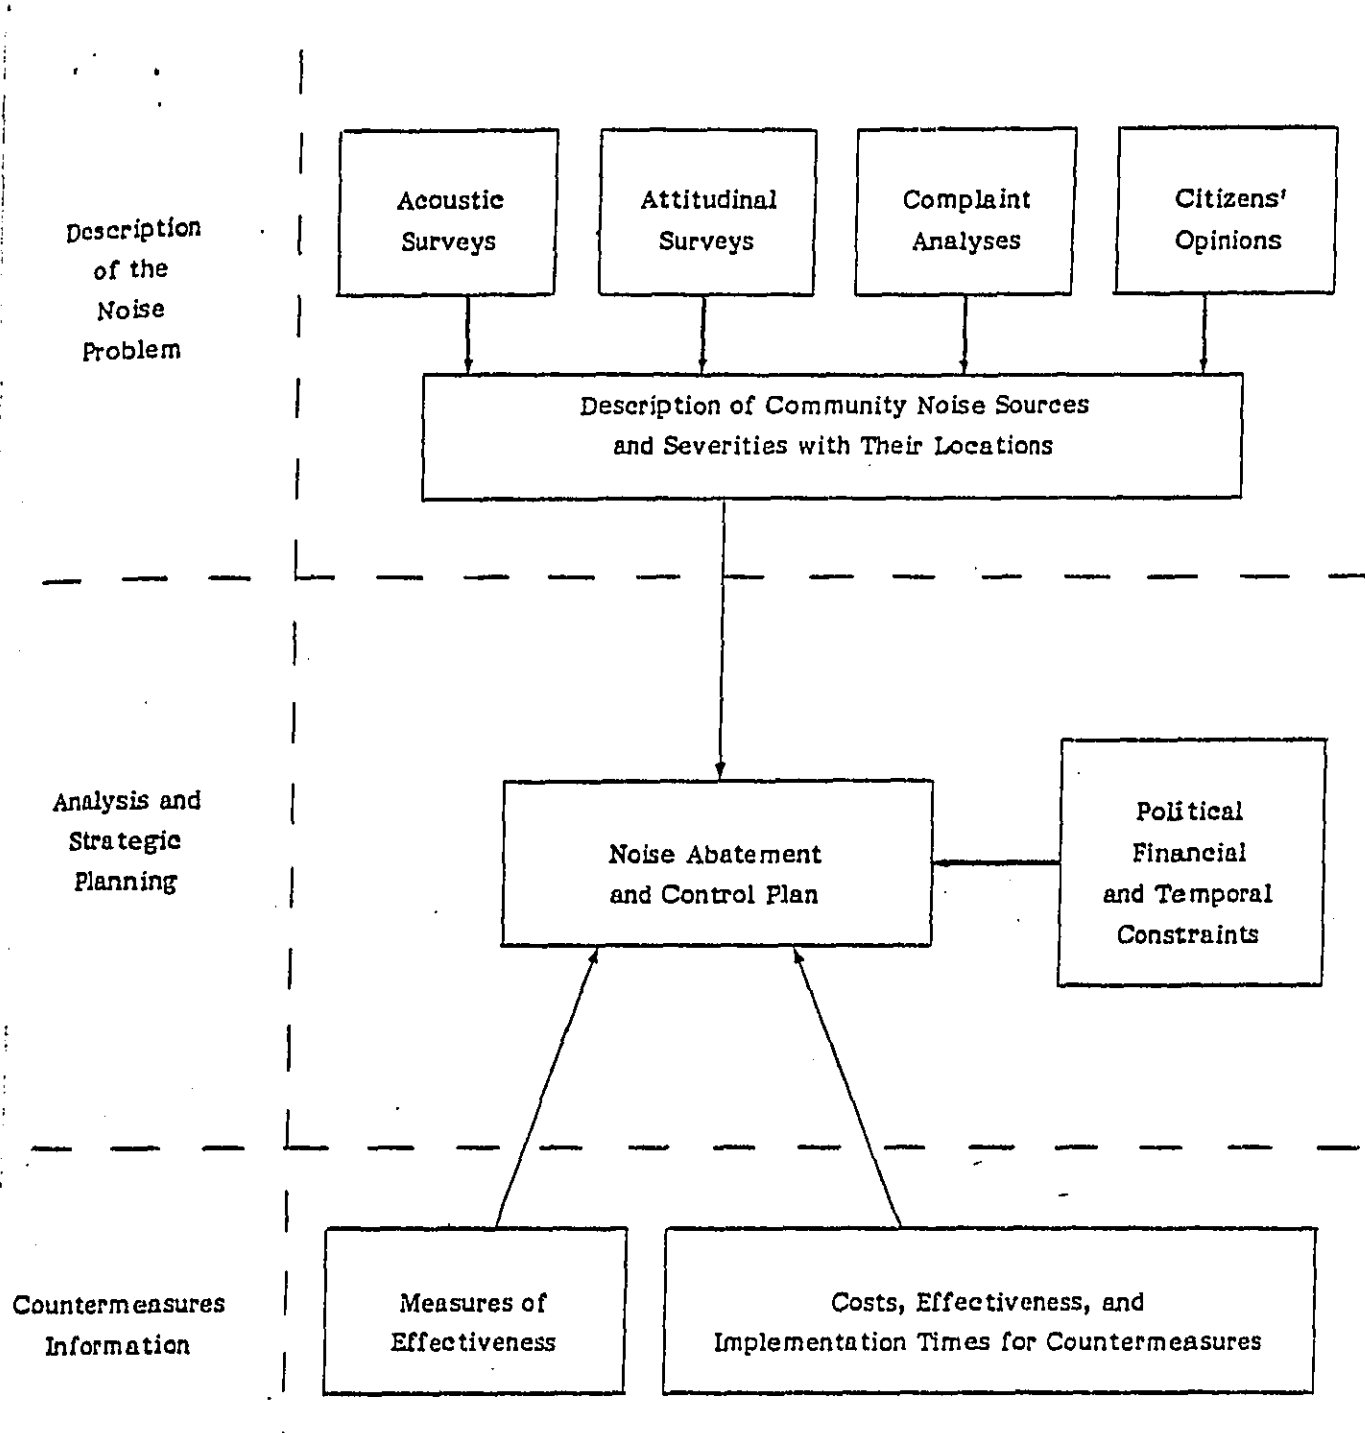 Description
of the
Noise
Problem
Acoustic
Surveys
Attitudinal
Surveys
Complaint
Analyses
Citizens'
Opinions
Description of Community Noise Sources
and Severities with Their Locations
Analysis and
Strategic
Planning
Noise Abatement
and Control Plan
Political
Financial
and Temporal
Constraints
Countermeasures
Information
Measures of
Effectiveness
Costs, Effectiveness, and
Implementation Times for Countermeasures